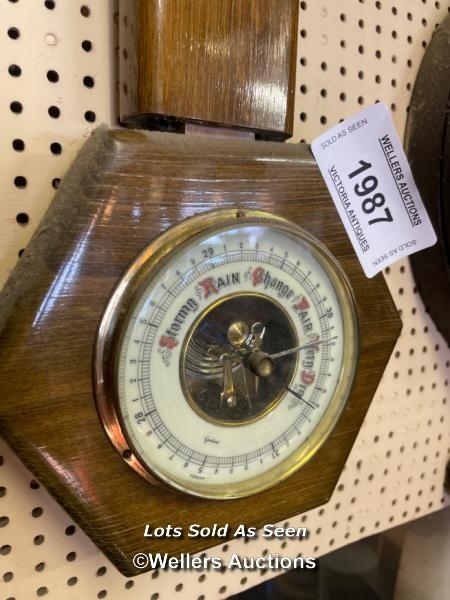 SOLD AS SEEN
WELLERS AUCTIONS
1987
VICTORIA ANTIQUES
SOLD AS SEEN
Stormy RAIN Change FAIR Very Dry
28
29
30
31
Lots Sold As Seen
©Wellers Auctions